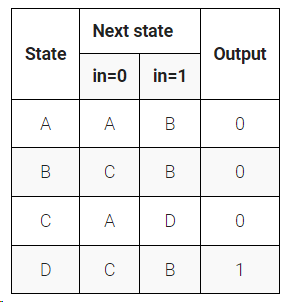 State Next state Output
in=0 in=1
A A B 0
B C B 0
C A D 0
D C B 1